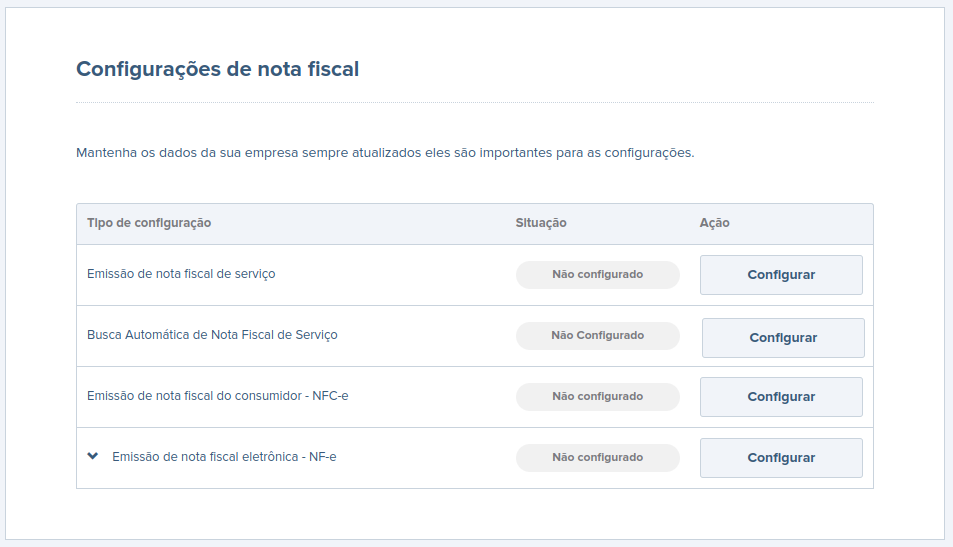 Configurações de nota fiscal
Mantenha os dados da sua empresa sempre atualizados eles são importantes para as configurações.
Tipo de configuração Situação Ação
Emissão de nota fiscal de serviço Não configurado Configurar
Busca Automática de Nota Fiscal de Serviço Não Configurado Configurar
Emissão de nota fiscal do consumidor - NFC-e Não configurado Configurar
Emissão de nota fiscal eletrônica - NF-e Não configurado Configurar